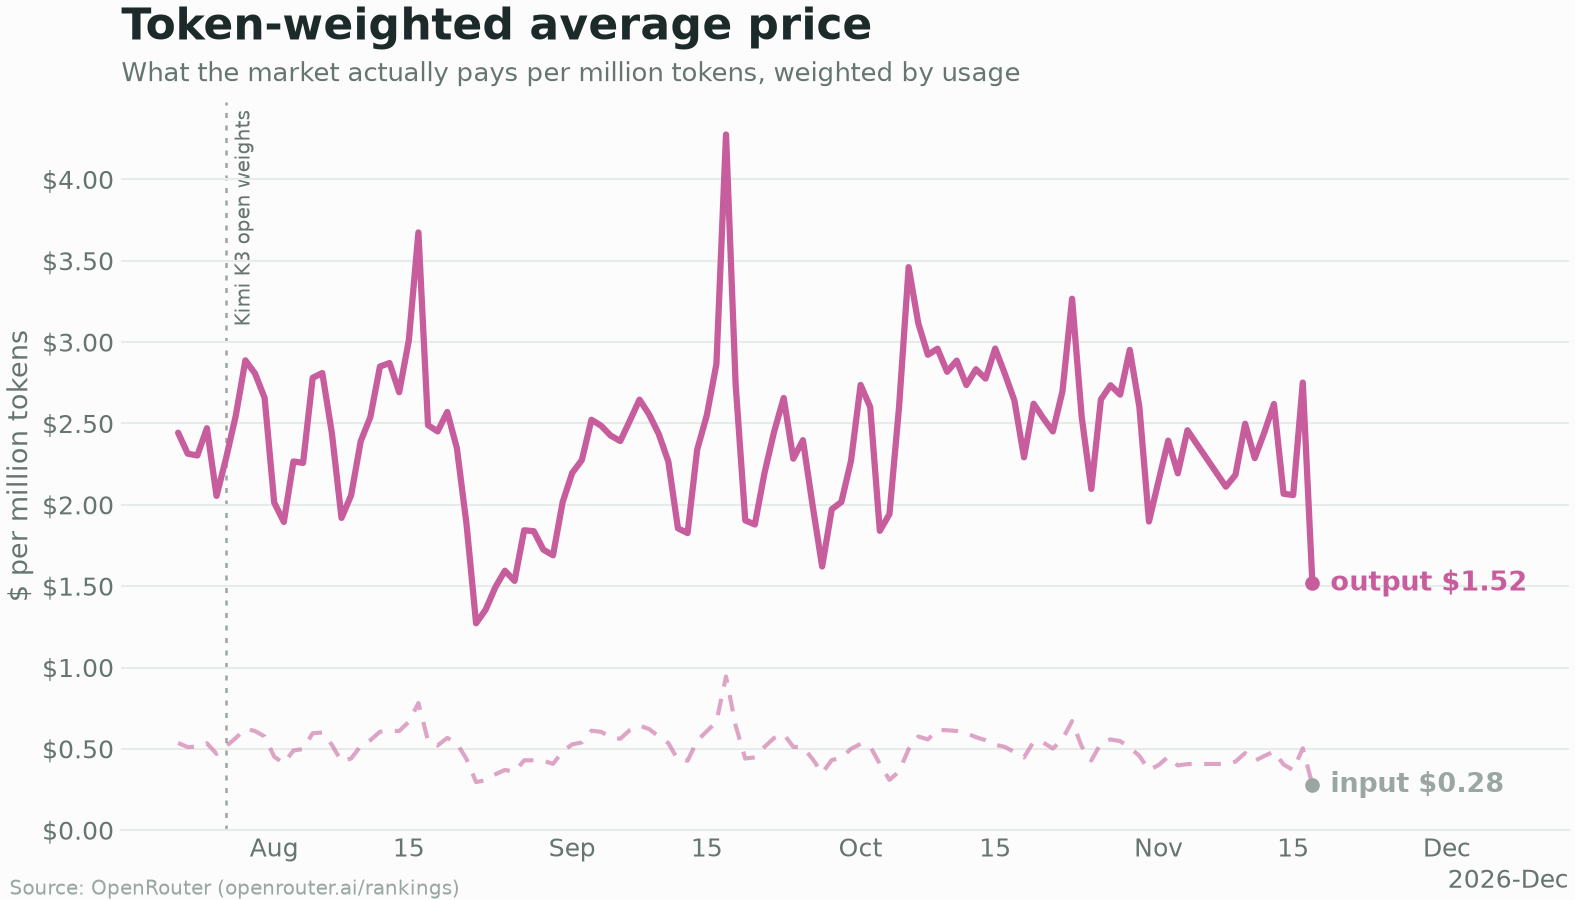 Token-weighted average price
What the market actually pays per million tokens, weighted by usage
Kimi K3 open weights
$ per million tokens
$4.00
$3.50
$3.00
$2.50
$2.00
$1.50
$1.00
$0.50
$0.00
output $1.52
input $0.28
Aug 15 Sep 15 Oct 15 Nov 15 Dec
2026-Dec
Source: OpenRouter (openrouter.ai/rankings)